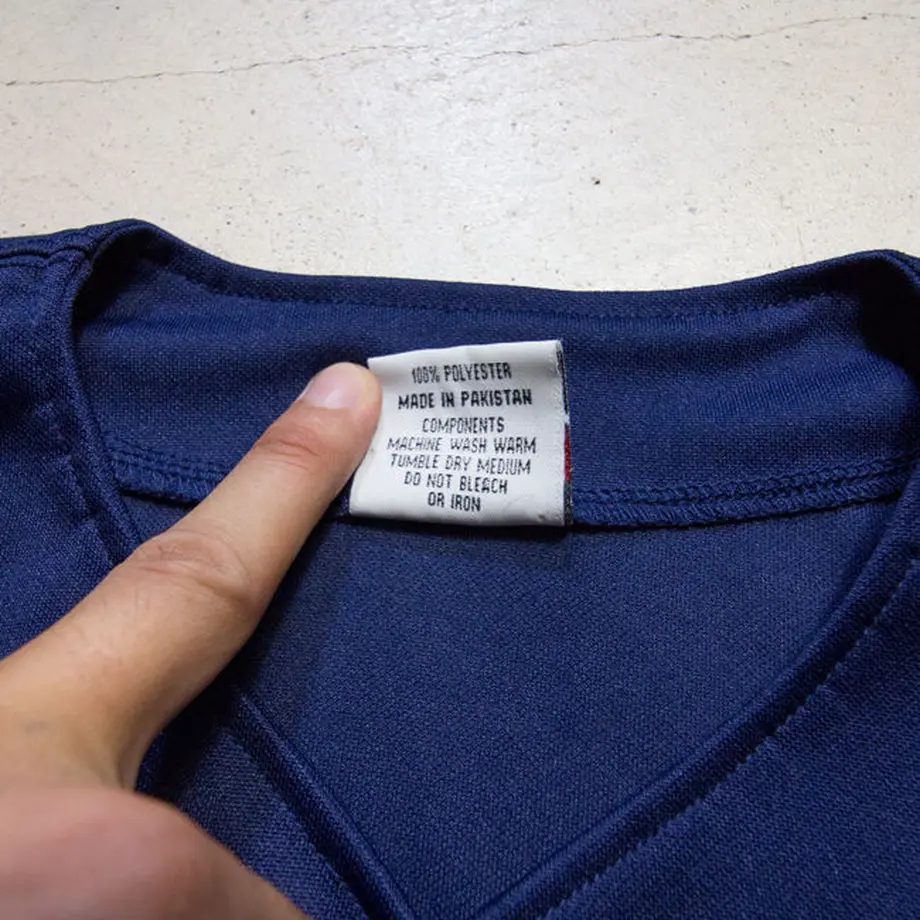 100% POLYESTER
MADE IN PAKISTAN
COMPONENTS
MACHINE WASH WARM
TUMBLE DRY MEDIUM
DO NOT BLEACH
OR IRON